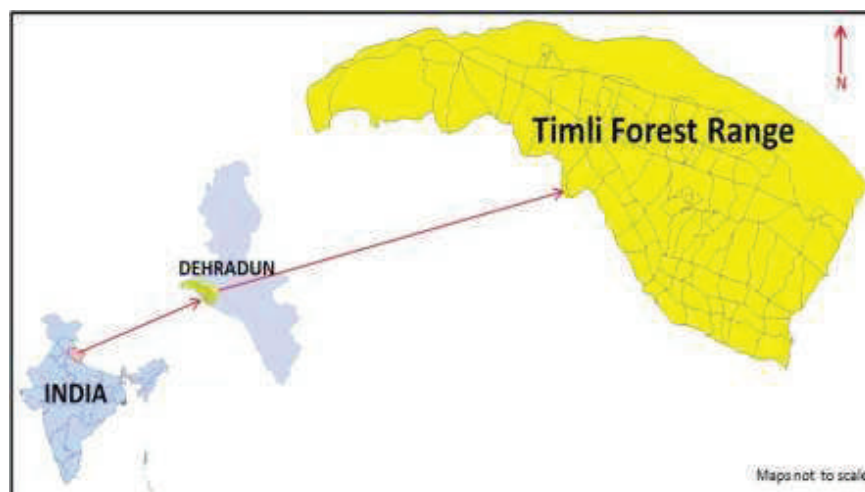 N
Timli Forest Range
DEHRADUN
INDIA
Maps not to scale